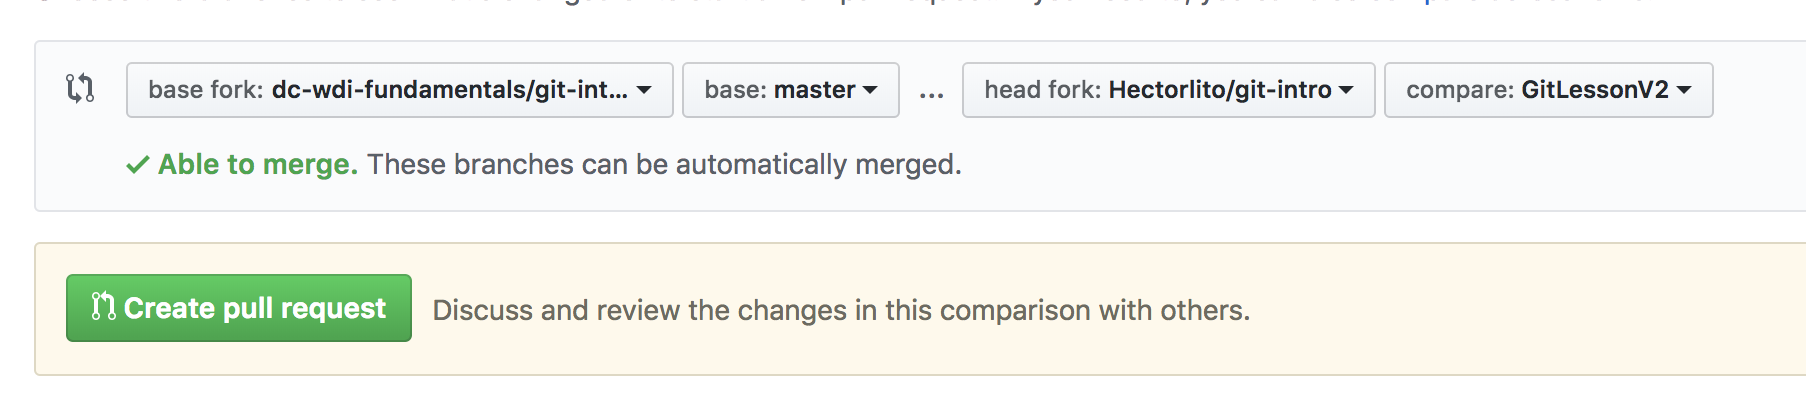 base fork: dc-wdi-fundamentals/git-int... base: master ... head fork: Hectorlito/git-intro compare: GitLessonV2
Able to merge. These branches can be automatically merged.
Create pull request Discuss and review the changes in this comparison with others.